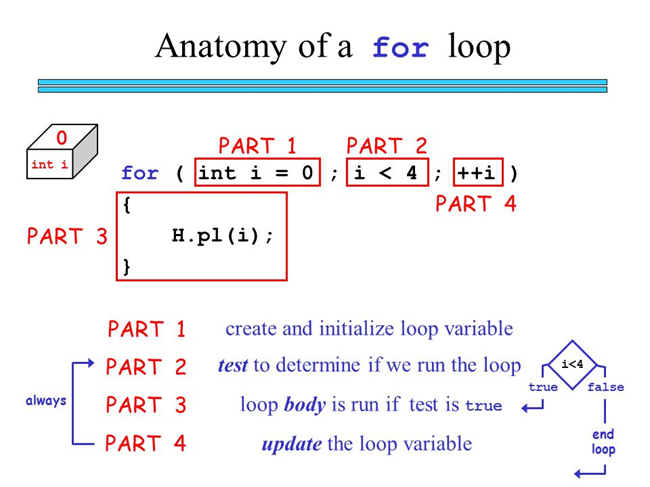 Anatomy of a for loop
0
int i
PART 1 PART 2
for ( int i = 0 ; i < 4 ; ++i )
{
PART 4
PART 3
H.pl(i);
}
PART 1 create and initialize loop variable
PART 2 test to determine if we run the loop
i<4
true false
always
PART 3 loop body is run if test is true
PART 4 update the loop variable
end
loop